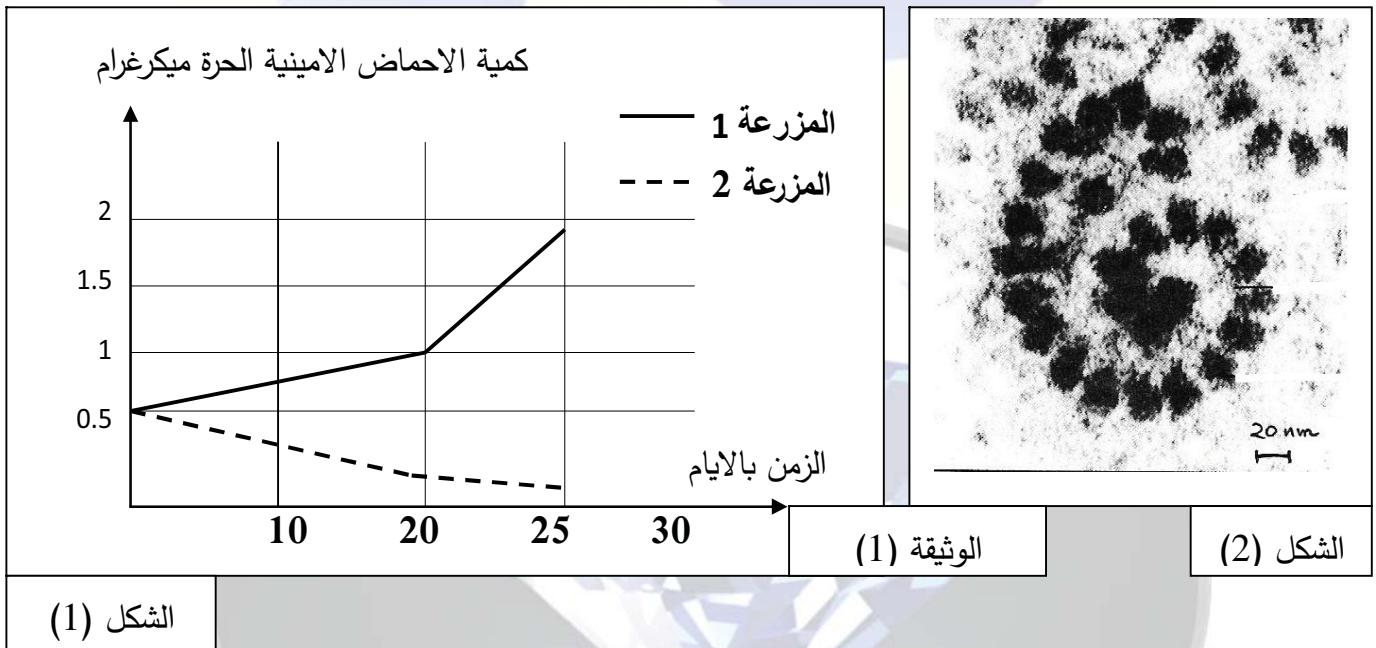 كمية الاحماض الامينية الحرة ميكرغرام
المزرعة 1
المزرعة 2
2
1.5
1
0.5
الزمن بالايام
10 20 25 30
20 nm
الوثيقة (1)
الشكل (2)
الشكل (1)